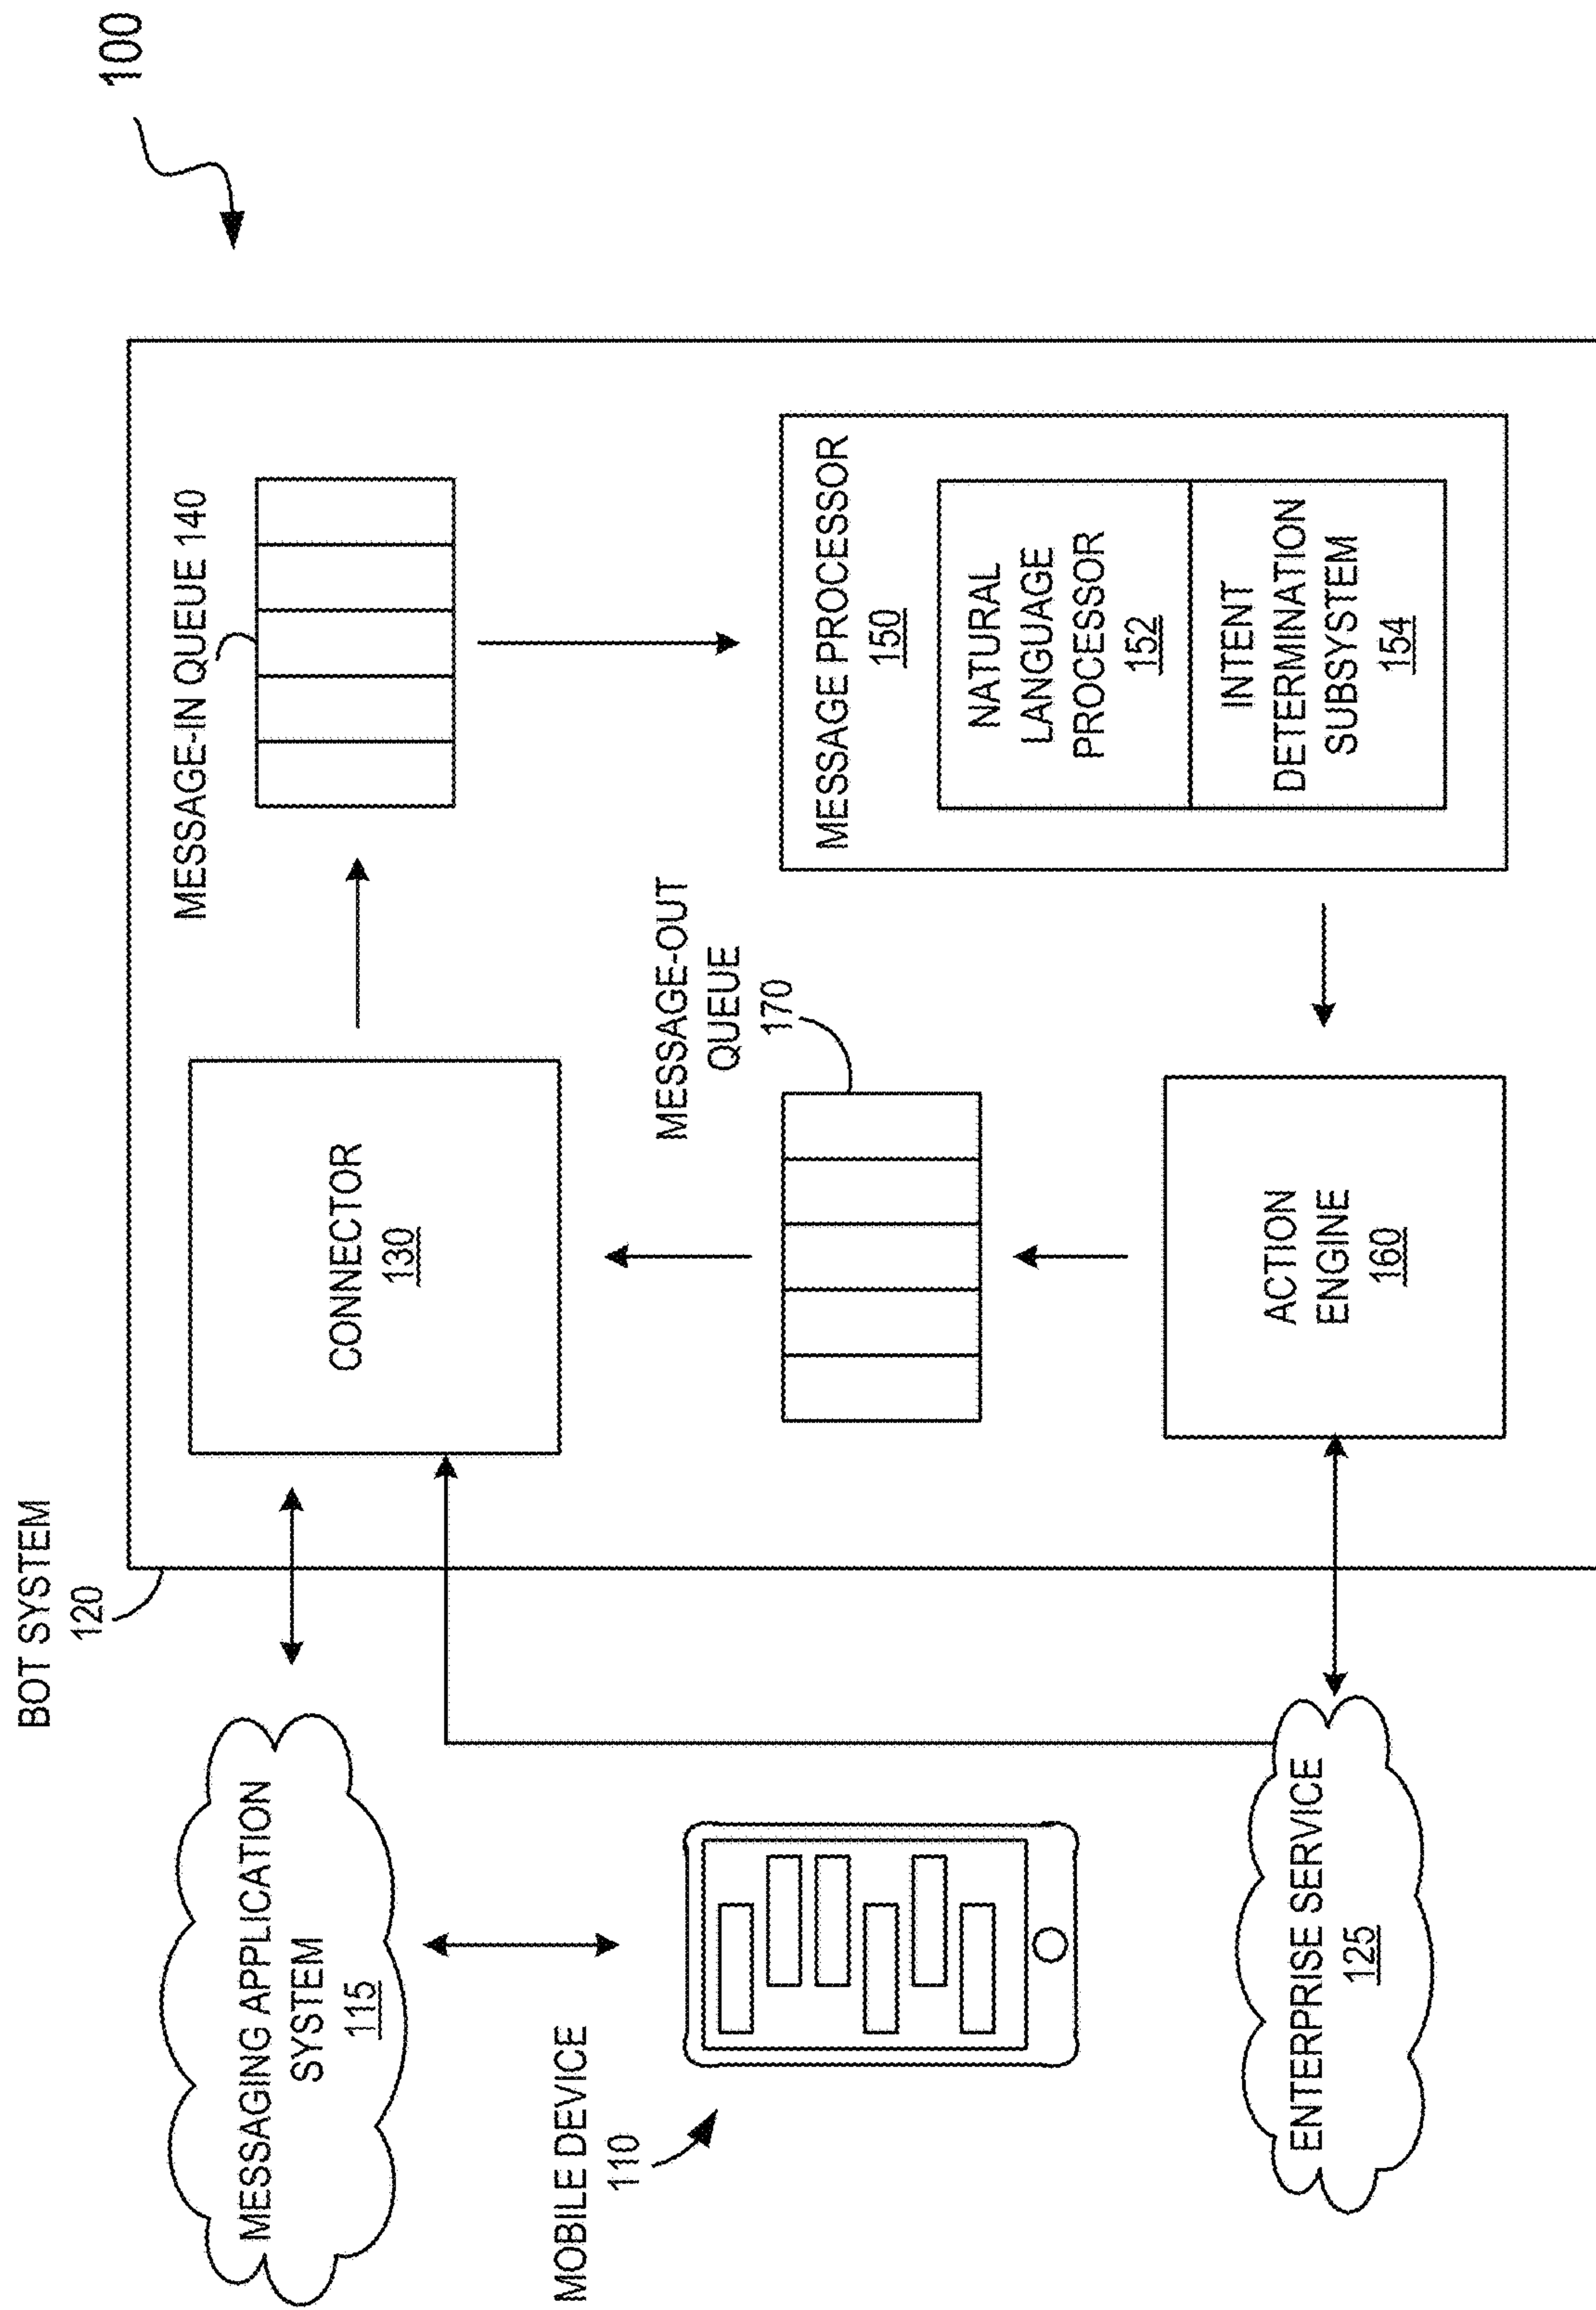 100
BOT SYSTEM
120
MESSAGING APPLICATION
SYSTEM
115
CONNECTOR
130
MESSAGE-IN QUEUE 140
MOBILE DEVICE
110
MESSAGE-OUT
QUEUE
170
MESSAGE PROCESSOR
150
NATURAL
LANGUAGE
PROCESSOR
152
INTENT
DETERMINATION
SUBSYSTEM
154
ENTERPRISE SERVICE
125
ACTION
ENGINE
160